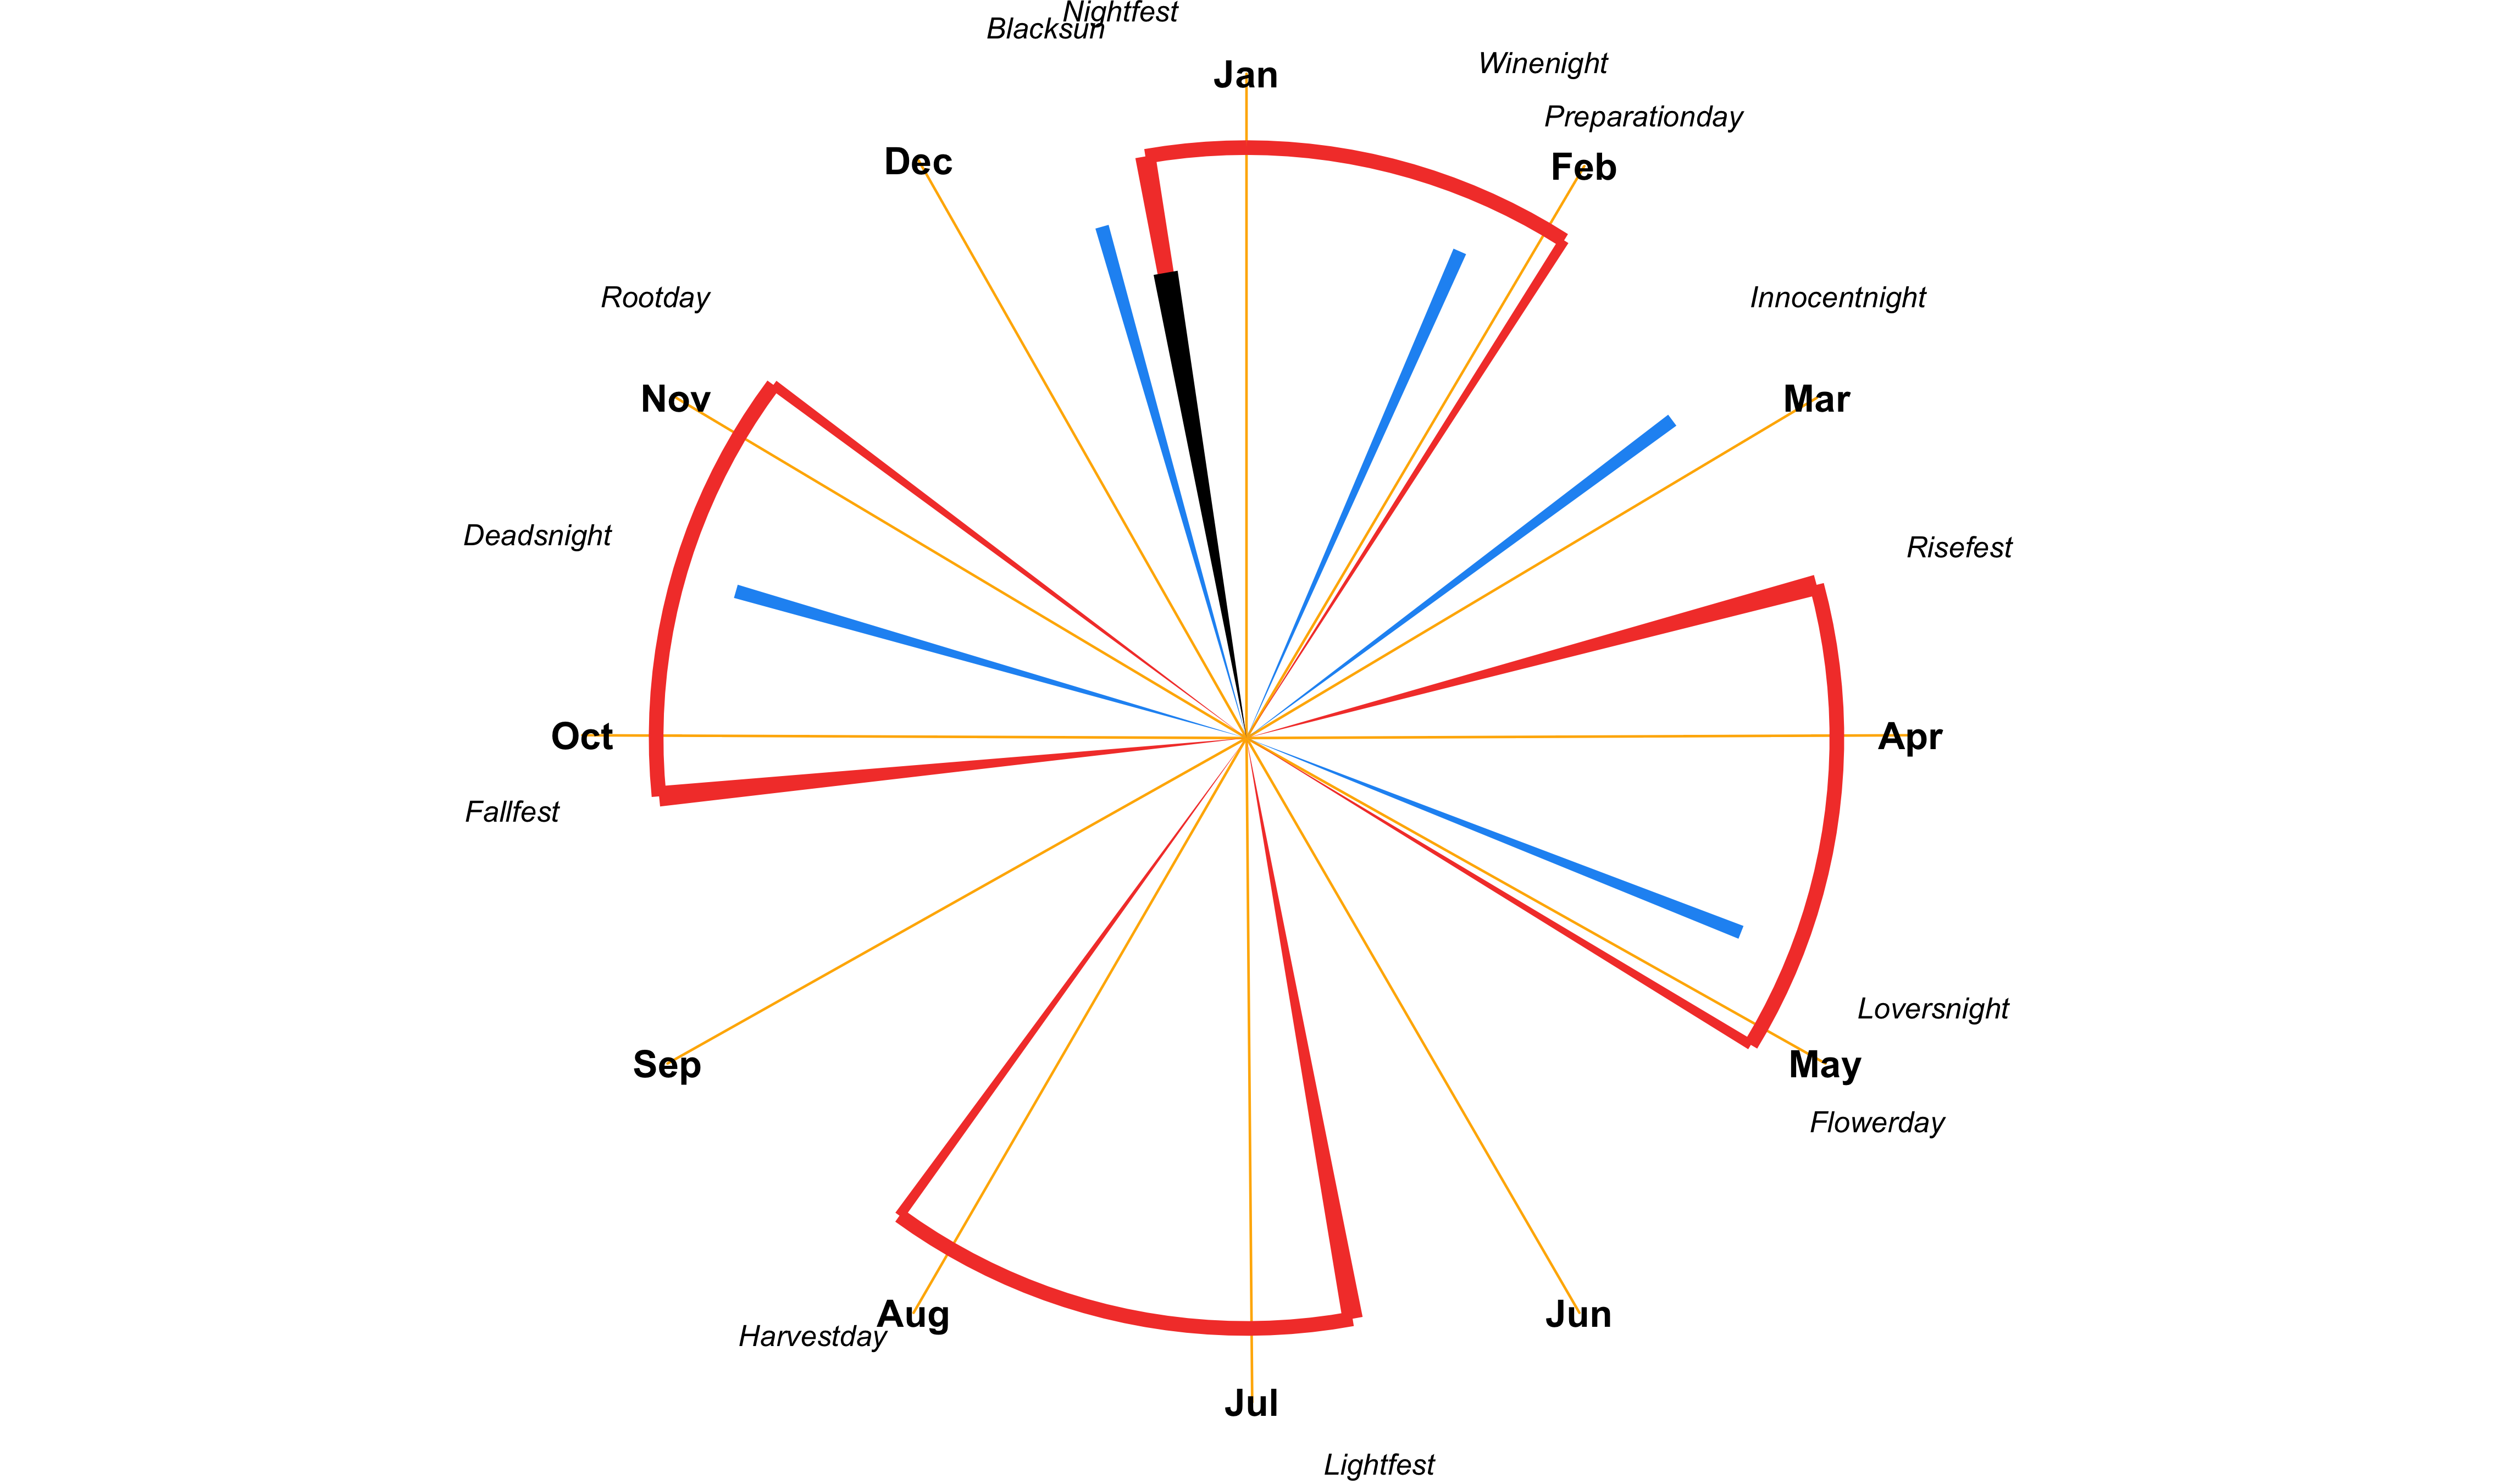 Nightfest
Blacksun
Winenight
Jan
Preparationday
Dec
Feb
Rootday
Innocentnight
Nov
Mar
Deadsnight
Risefest
Oct
Apr
Fallfest
Loversnight
Sep
May
Flowerday
Aug
Jun
Harvestday
Jul
Lightfest